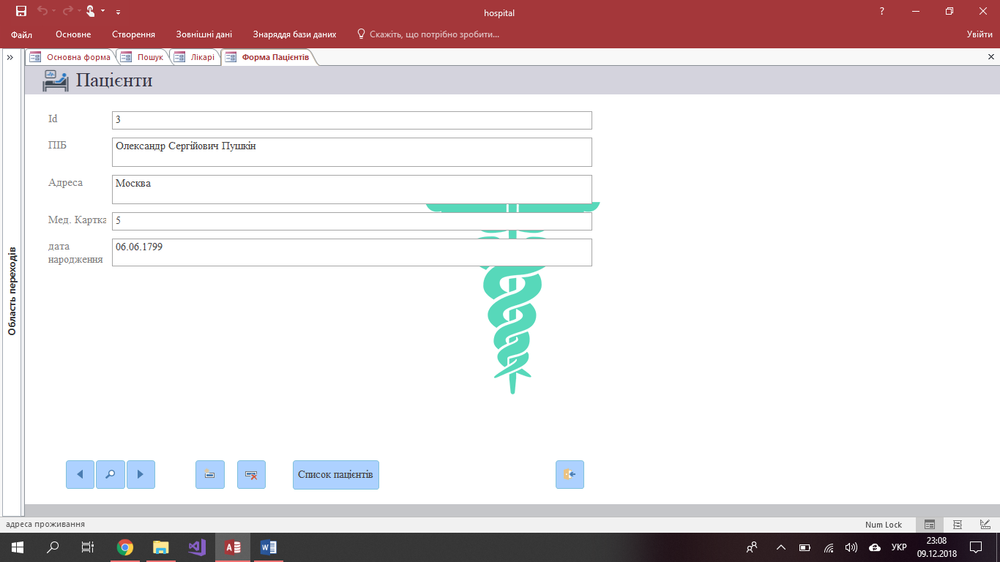 hospital
?
Файл Основне Створення Зовнішні дані Знаряддя бази даних Скажіть, що потрібно зробити... Увійти
Основна форма Пошук Лікарі Форма Пацієнтів
Пацієнти
Id 3
ПІБ Олександр Сергійович Пушкін
Адреса Москва
Мед. Картка 5
дата
народження
06.06.1799
Область переходів
Список пацієнтів
адреса проживання Num Lock
УКР
23:08
09.12.2018